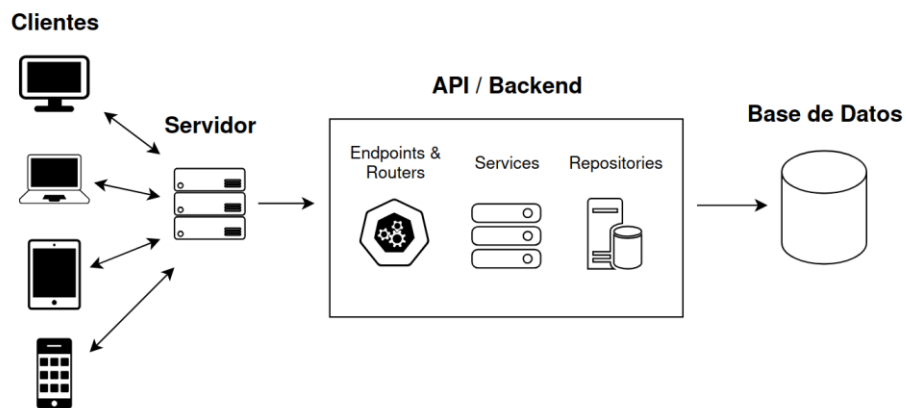 Clientes
Servidor
API / Backend
Endpoints &
Routers
Services
Repositories
Base de Datos